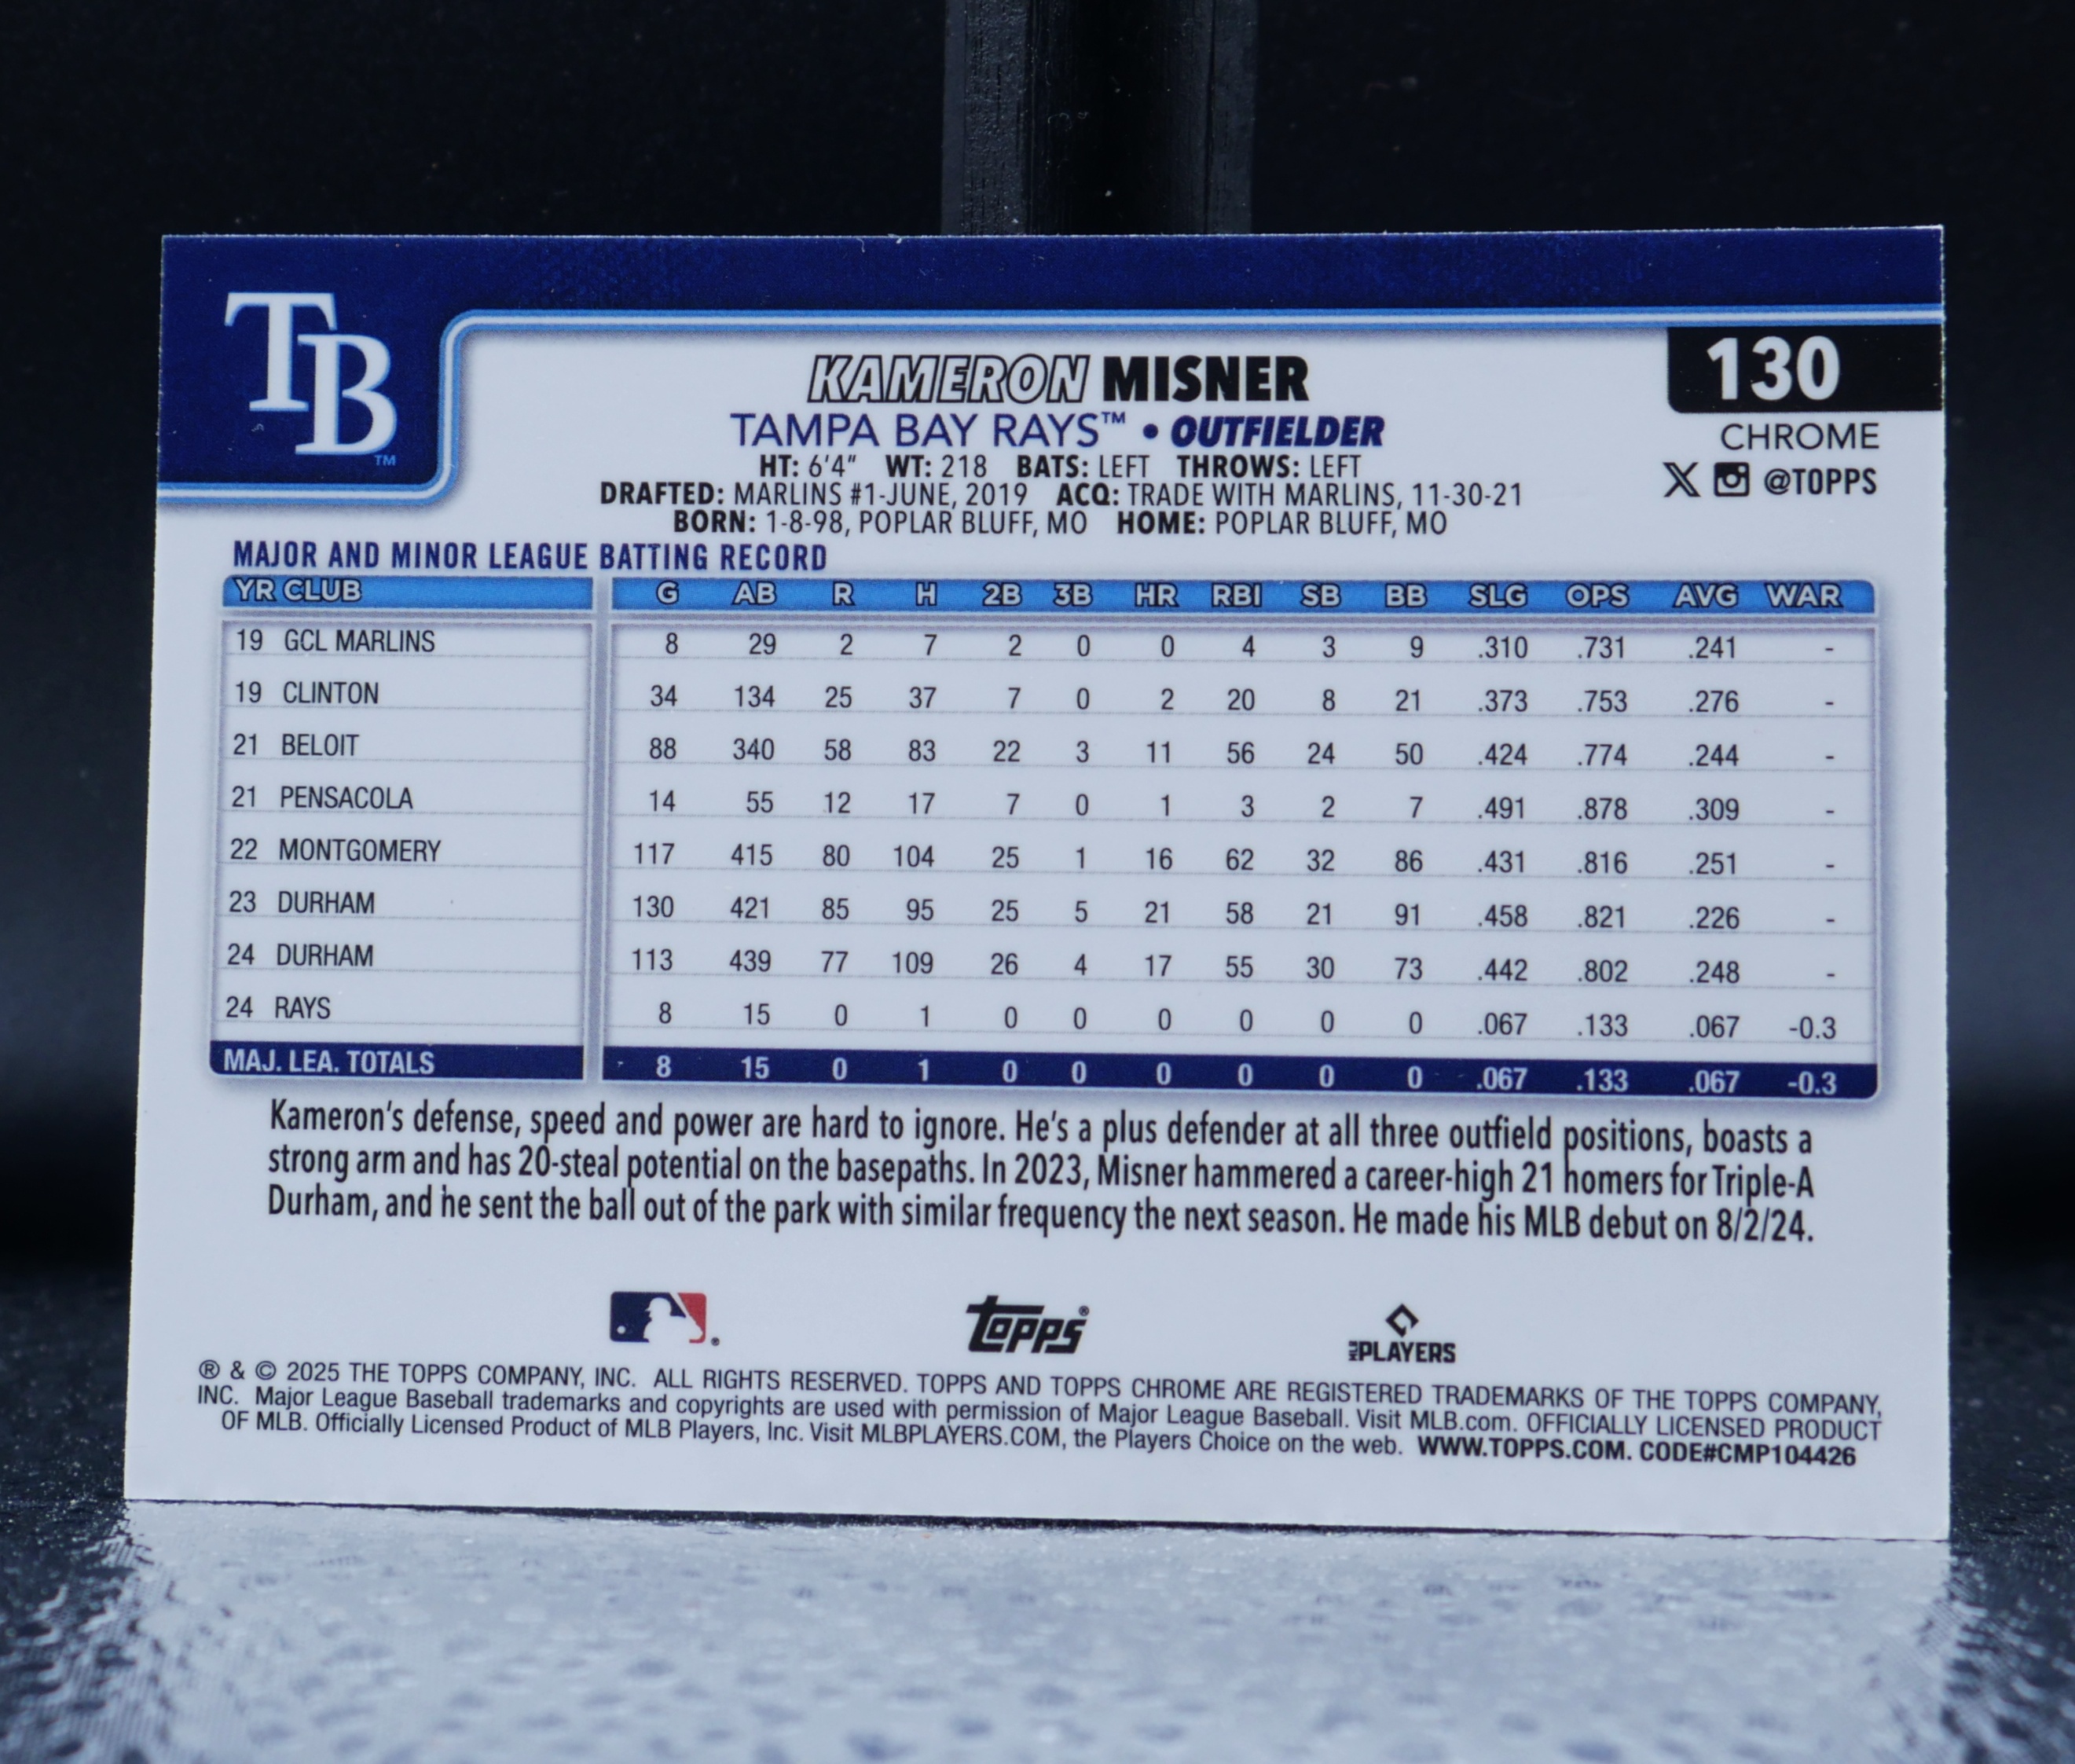 TB™
KAMERON MISNER
130
TAMPA BAY RAYS™ • OUTFIELDER
CHROME
HT: 6'4" WT: 218 BATS: LEFT THROWS: LEFT
@TOPPS
DRAFTED: MARLINS #1-JUNE, 2019 ACQ: TRADE WITH MARLINS, 11-30-21
BORN: 1-8-98, POPLAR BLUFF, MO HOME: POPLAR BLUFF, MO
MAJOR AND MINOR LEAGUE BATTING RECORD
YR CLUB G AB R H 2B 3B HR RBI SB BB SLG OPS AVG WAR
19 GCL MARLINS 8 29 2 7 2 0 0 4 3 9 .310 .731 .241 -
19 CLINTON 34 134 25 37 7 0 2 20 8 21 .373 .753 .276 -
21 BELOIT 88 340 58 83 22 3 11 56 24 50 .424 .774 .244 -
21 PENSACOLA 14 55 12 17 7 0 1 3 2 7 .491 .878 .309 -
22 MONTGOMERY 117 415 80 104 25 1 16 62 32 86 .431 .816 .251 -
23 DURHAM 130 421 85 95 25 5 21 58 21 91 .458 .821 .226 -
24 DURHAM 113 439 77 109 26 4 17 55 30 73 .442 .802 .248 -
24 RAYS 8 15 0 1 0 0 0 0 0 0 .067 .133 .067 -0.3
MAJ. LEA. TOTALS 8 15 0 1 0 0 0 0 0 0 .067 .133 .067 -0.3
Kameron's defense, speed and power are hard to ignore. He's a plus defender at all three outfield positions, boasts a
strong arm and has 20-steal potential on the basepaths. In 2023, Misner hammered a career-high 21 homers for Triple-A
Durham, and he sent the ball out of the park with similar frequency the next season. He made his MLB debut on 8/2/24.
Topps® MLB PLAYERS
® & © 2025 THE TOPPS COMPANY, INC. ALL RIGHTS RESERVED. TOPPS AND TOPPS CHROME ARE REGISTERED TRADEMARKS OF THE TOPPS COMPANY,
INC. Major League Baseball trademarks and copyrights are used with permission of Major League Baseball. Visit MLB.com. OFFICIALLY LICENSED PRODUCT
OF MLB. Officially Licensed Product of MLB Players, Inc. Visit MLBPLAYERS.COM, the Players Choice on the web. WWW.TOPPS.COM. CODE#CMP104426